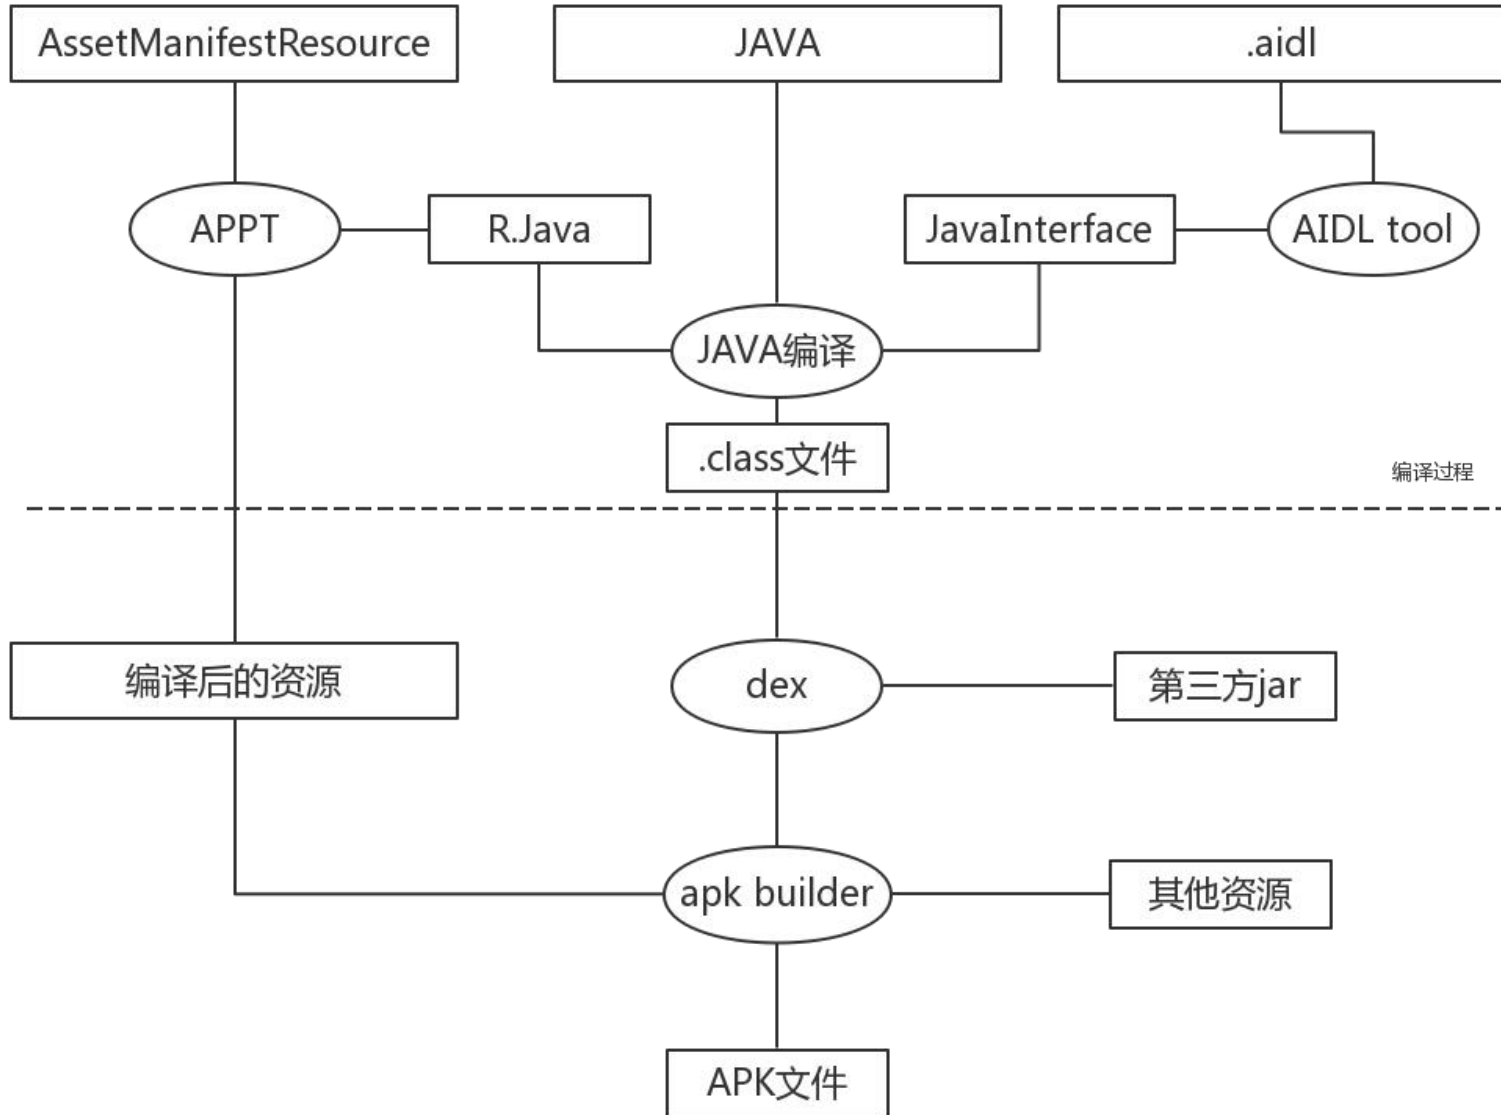 AssetManifestResource
JAVA
.aidl
APPT
R.Java
JavaInterface
AIDL tool
JAVA编译
.class文件
编译过程
编译后的资源
dex
第三方jar
apk builder
其他资源
APK文件